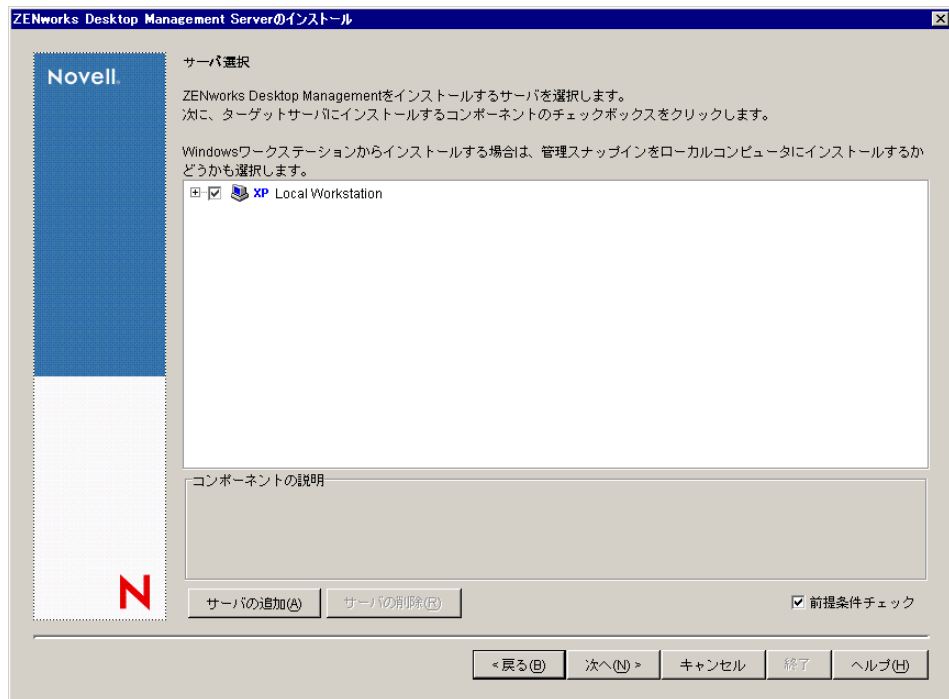 ZENworks Desktop Management Serverのインストール
Novell.
サーバ選択
ZENworks Desktop Managementをインストールするサーバを選択します。
次に、ターゲットサーバにインストールするコンポーネントのチェックボックスをクリックします。
Windowsワークステーションからインストールする場合は、管理スナップインをローカルコンピュータにインストールするか
どうかも選択します。
XP Local Workstation
コンポーネントの説明
N
サーバの追加(A) サーバの削除(R) 前提条件チェック
<戻る(B) 次へ(N) > キャンセル 終了 ヘルプ(H)